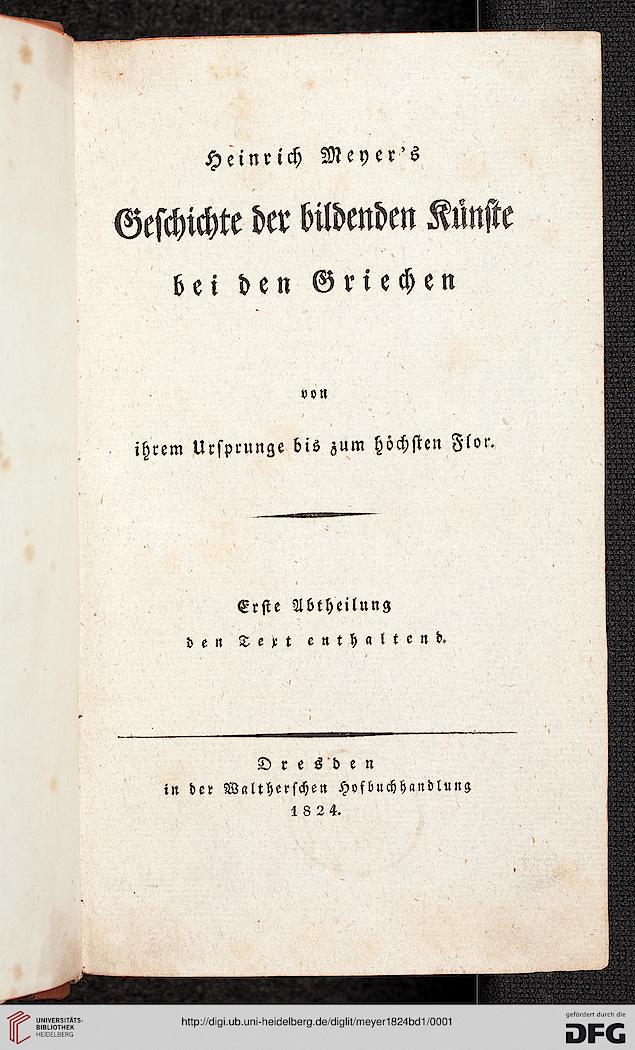 Heinrich Meyer's
Geschichte der bildenden Künste
bei den Griechen
von
ihrem Ursprunge bis zum höchsten Flor.
Erste Abtheilung
den Text enthaltend.
Dresden
in der Waltherschen Hofbuchhandlung
1824.
UNIVERSITÄTS-
BIBLIOTHEK
HEIDELBERG
http://digi.ub.uni-heidelberg.de/diglit/meyer1824bd1/0001
gefördert durch die
DFG